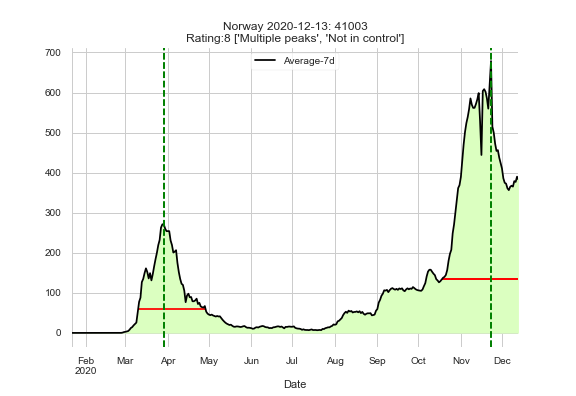 Norway 2020-12-13: 41003
Rating:8 ['Multiple peaks', 'Not in control']
Average-7d
700
600
500
400
300
200
100
0
Feb Mar Apr May Jun Jul Aug Sep Oct Nov Dec
2020
Date